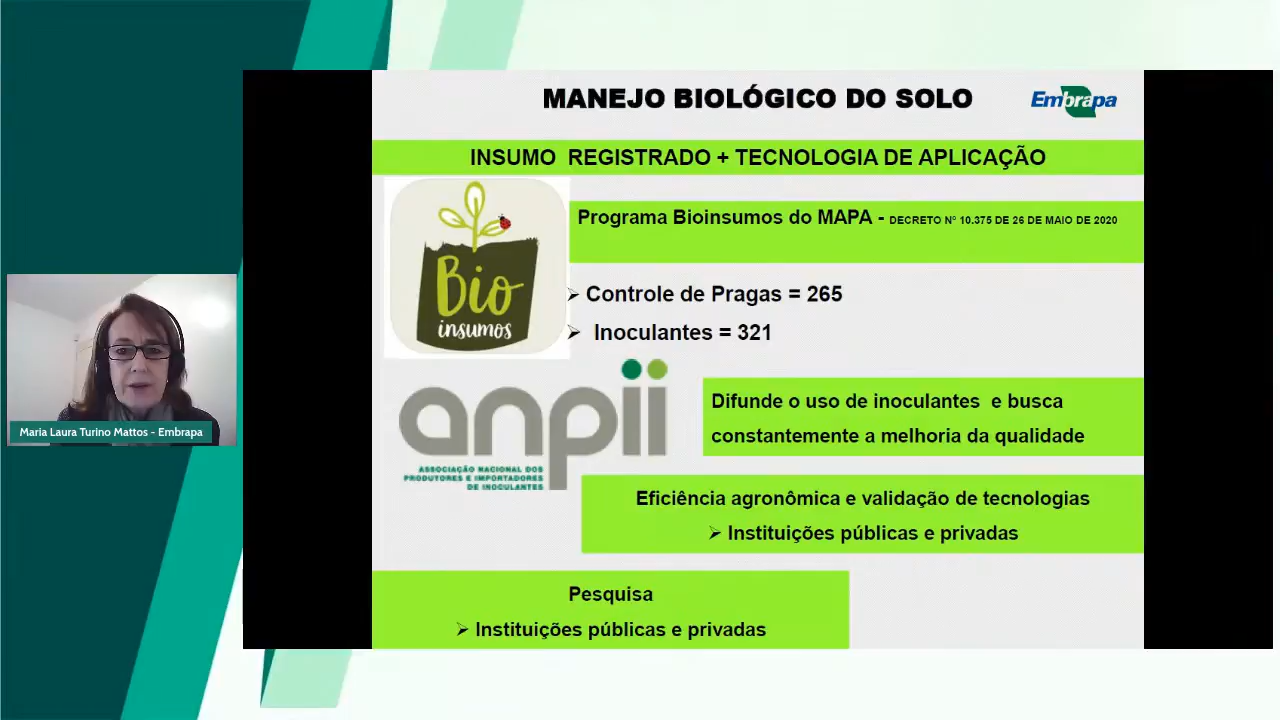 MANEJO BIOLÓGICO DO SOLO
Embrapa
INSUMO REGISTRADO + TECNOLOGIA DE APLICAÇÃO
Bio
insumos
Programa Bioinsumos do MAPA - DECRETO Nº 10.375 DE 26 DE MAIO DE 2020
➢ Controle de Pragas = 265
➢ Inoculantes = 321
anpii
ASSOCIAÇÃO NACIONAL DOS
PRODUTORES E IMPORTADORES
DE INOCULANTES
Difunde o uso de inoculantes e busca
constantemente a melhoria da qualidade
Eficiência agronômica e validação de tecnologias
➢ Instituições públicas e privadas
Pesquisa
➢ Instituições públicas e privadas
Maria Laura Turino Mattos - Embrapa